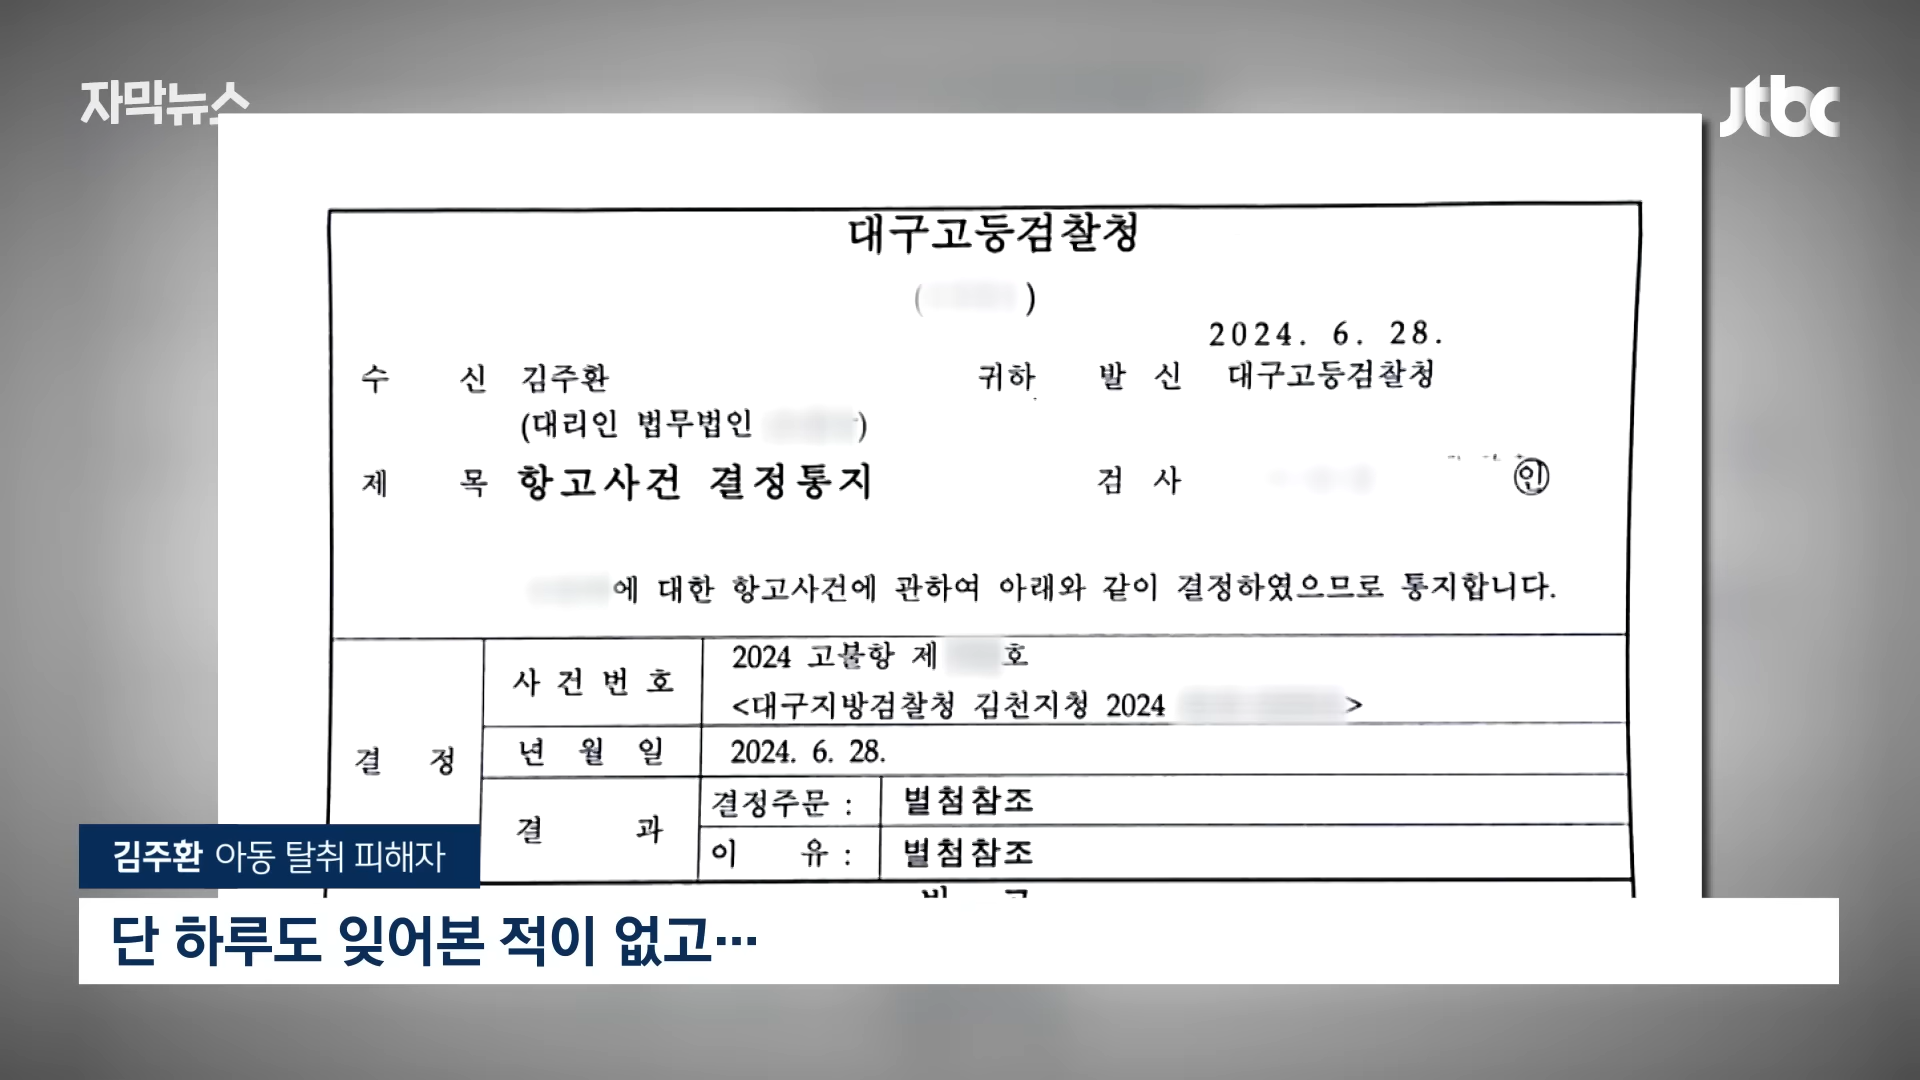 자막뉴스
jtbc
대구고등검찰청
( )
2024. 6. 28.
수 신 김주환 귀하 발 신 대구고등검찰청
(대리인 법무법인 )
제 목 항고사건 결정통지 검 사 ㊞
에 대한 항고사건에 관하여 아래와 같이 결정하였으므로 통지합니다.
결 정
사 건 번 호
2024 고불항 제 호
<대구지방검찰청 김천지청 2024 >
년 월 일 2024. 6. 28.
결 과
결정주문 : 별첨참조
이 유 : 별첨참조
김주환 아동 탈취 피해자
단 하루도 잊어본 적이 없고…